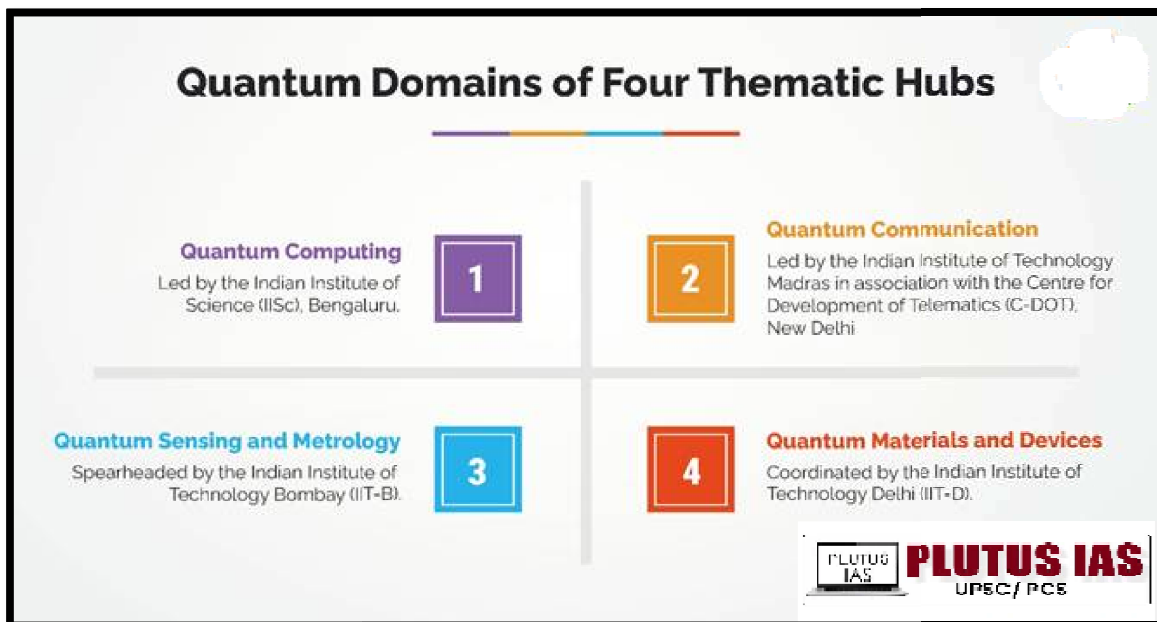 Quantum Domains of Four Thematic Hubs
Quantum Computing
Led by the Indian Institute of
Science (IISc), Bengaluru.
1
2
Quantum Communication
Led by the Indian Institute of Technology
Madras in association with the Centre for
Development of Telematics (C-DOT),
New Delhi
Quantum Sensing and Metrology
Spearheaded by the Indian Institute of
Technology Bombay (IIT-B).
3
4
Quantum Materials and Devices
Coordinated by the Indian Institute of
Technology Delhi (IIT-D).
PLUTUS
IAS
PLUTUS IAS
UPSC/ PCS